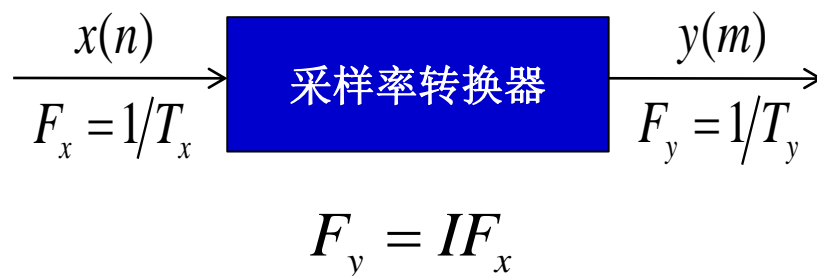 x(n)
采样率转换器
y(m)
F_x = 1/T_x
F_y = 1/T_y
F_y = IF_x